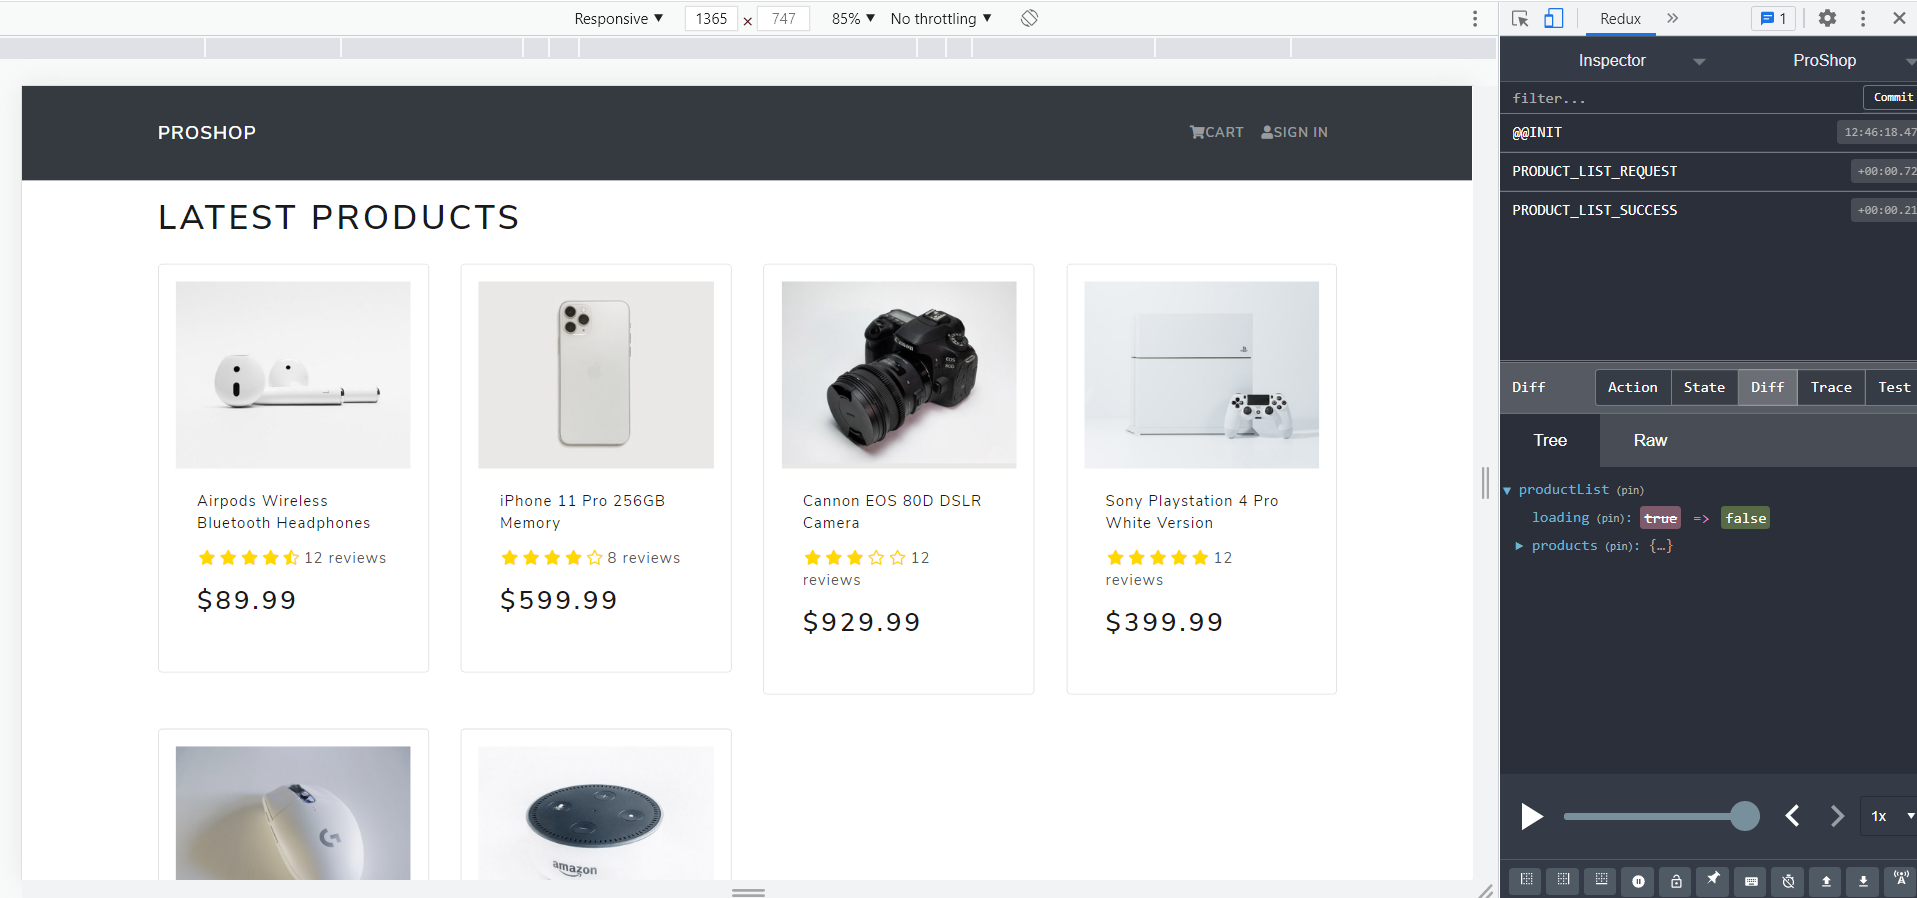 Responsive ▼ 1365 × 747 85% ▼ No throttling ▼
Redux » 1
Inspector ProShop
filter... Commit
@@INIT 12:46:18.47
PRODUCT_LIST_REQUEST +00:00.72
PRODUCT_LIST_SUCCESS +00:00.21
Diff Action State Diff Trace Test
Tree Raw
▼ productList (pin)
loading (pin): true => false
▶ products (pin): {…}
1x
PROSHOP CART SIGN IN
LATEST PRODUCTS
Airpods Wireless
Bluetooth Headphones
12 reviews
$89.99
iPhone 11 Pro 256GB
Memory
8 reviews
$599.99
Canon
EOS
80D
Cannon EOS 80D DSLR
Camera
12
reviews
$929.99
Sony Playstation 4 Pro
White Version
12
reviews
$399.99
G
amazon